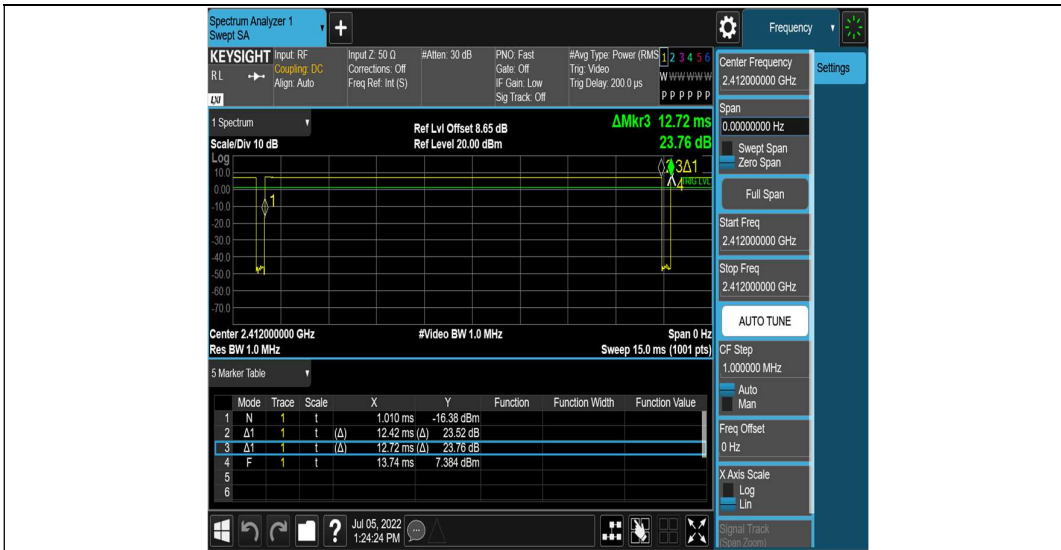 Spectrum Analyzer 1
Swept SA
+
Frequency
KEYSIGHT
RL
LXI
Input: RF
Coupling: DC
Align: Auto
Input Z: 50 Ω
Corrections: Off
Freq Ref: Int (S)
#Atten: 30 dB
PNO: Fast
Gate: Off
IF Gain: Low
Sig Track: Off
#Avg Type: Power (RMS
Trig: Video
Trig Delay: 200.0 µs
1 2 3 4 5 6
W W W W W W
P P P P P P
Center Frequency
2.412000000 GHz
Settings
1 Spectrum
Scale/Div 10 dB
Ref Lvl Offset 8.65 dB
Ref Level 20.00 dBm
ΔMkr3 12.72 ms
23.76 dB
Log
10.0
0.00
-10.0
-20.0
-30.0
-40.0
-50.0
-60.0
-70.0
1
3Δ1
4
TRIG LVL
Center 2.412000000 GHz
Res BW 1.0 MHz
#Video BW 1.0 MHz
Span 0 Hz
Sweep 15.0 ms (1001 pts)
Span
0.00000000 Hz
Swept Span
Zero Span
Full Span
Start Freq
2.412000000 GHz
Stop Freq
2.412000000 GHz
AUTO TUNE
CF Step
1.000000 MHz
Auto
Man
Freq Offset
0 Hz
X Axis Scale
Log
Lin
Signal Track
(Span Zoom)
5 Marker Table
Mode Trace Scale X Y Function Function Width Function Value
1 N 1 t 1.010 ms -16.38 dBm
2 Δ1 1 t (Δ) 12.42 ms (Δ) 23.52 dB
3 Δ1 1 t (Δ) 12.72 ms (Δ) 23.76 dB
4 F 1 t 13.74 ms 7.384 dBm
5
6
?
Jul 05, 2022
1:24:24 PM